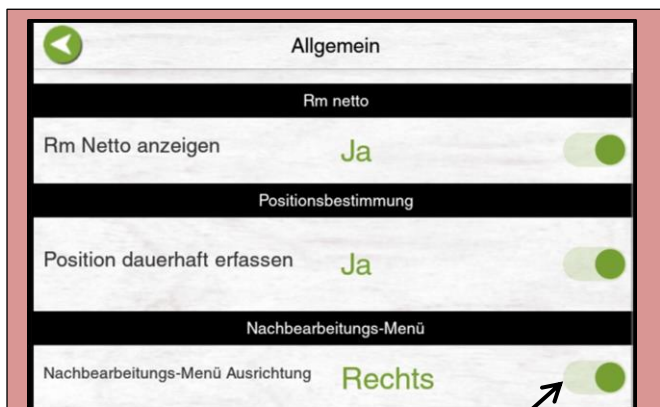 Allgemein
Rm netto
Rm Netto anzeigen Ja
Positionsbestimmung
Position dauerhaft erfassen Ja
Nachbearbeitungs-Menü
Nachbearbeitungs-Menü Ausrichtung Rechts